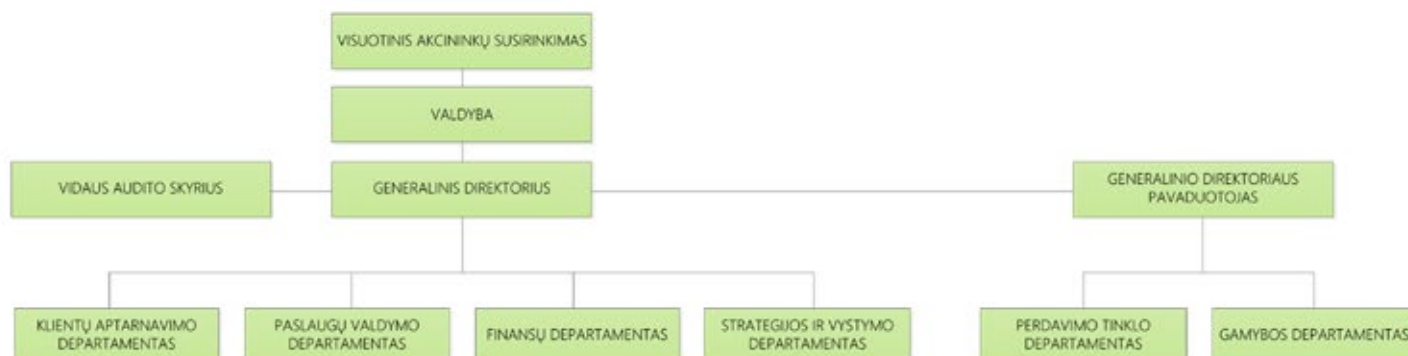 VISUOTINIS AKCININKŲ SUSIRINKIMAS
VALDYBA
VIDAUS AUDITO SKYRIUS
GENERALINIS DIREKTORIUS
GENERALINIO DIREKTORIAUS
PAVADUOTOJAS
KLIENTŲ APTARNAVIMO
DEPARTAMENTAS
PASLAUGŲ VALDYMO
DEPARTAMENTAS
FINANSŲ DEPARTAMENTAS
STRATEGIJOS IR VYSTYMO
DEPARTAMENTAS
PERDAVIMO TINKLO
DEPARTAMENTAS
GAMYBOS DEPARTAMENTAS